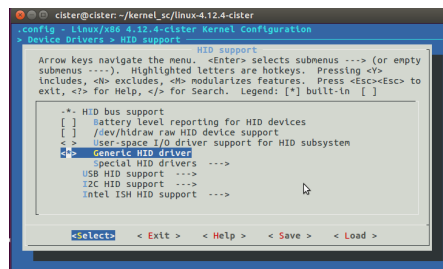 cister@cister: ~/kernel_sc/linux-4.12.4-cister
.config - Linux/x86 4.12.4-cister Kernel Configuration
> Device Drivers > HID support
HID support
Arrow keys navigate the menu. <Enter> selects submenus ---> (or empty
submenus ----). Highlighted letters are hotkeys. Pressing <Y>
includes, <N> excludes, <M> modularizes features. Press <Esc><Esc> to
exit, <?> for Help, </> for Search. Legend: [*] built-in [ ]
-*- HID bus support
[ ] Battery level reporting for HID devices
[ ] /dev/hidraw raw HID device support
< > User-space I/O driver support for HID subsystem
<*> Generic HID driver
Special HID drivers --->
USB HID support --->
I2C HID support --->
Intel ISH HID support --->
<Select> < Exit > < Help > < Save > < Load >